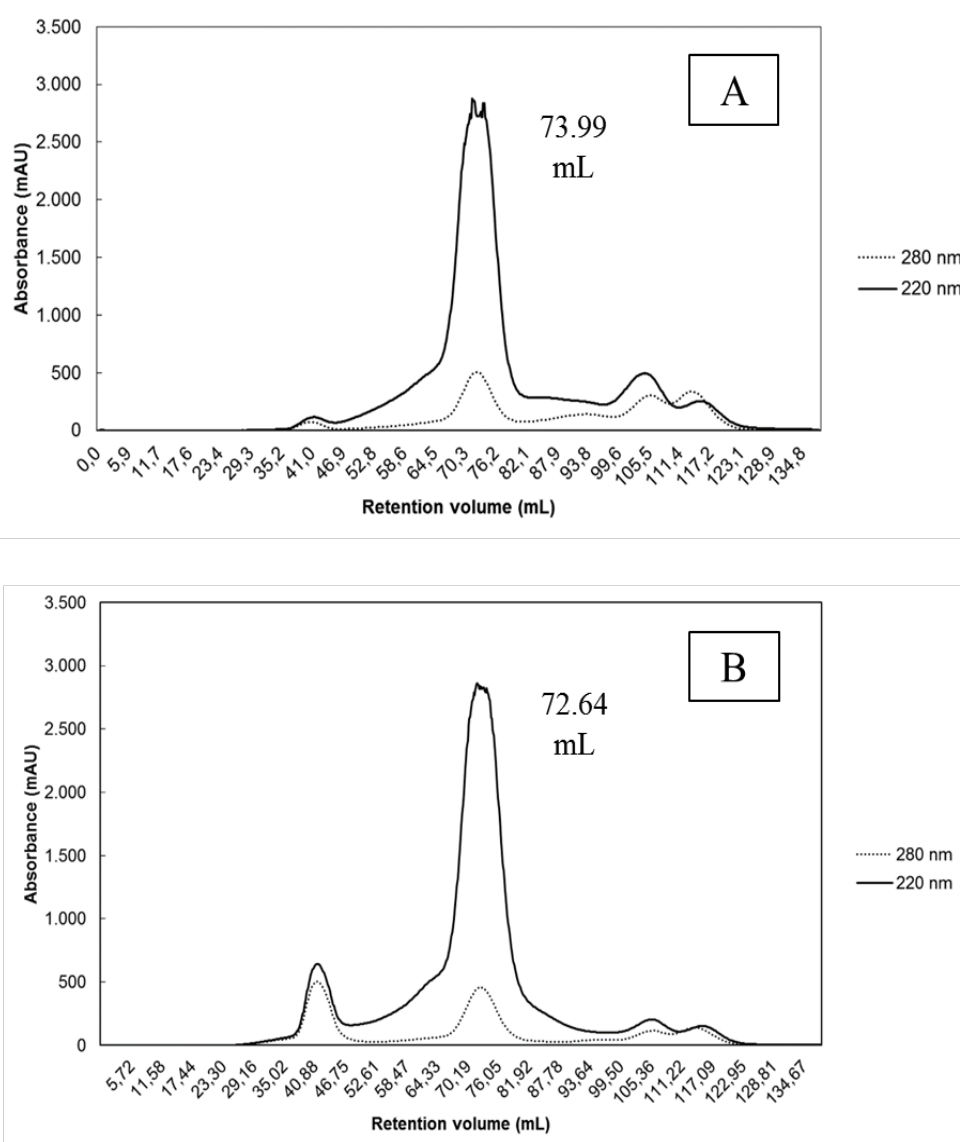 3.500
3.000
2.500
2.000
1.500
1.000
500
0
Absorbance (mAU)
A
73.99
mL
280 nm
220 nm
0,0 5,9 11,7 17,6 23,4 29,3 35,2 41,0 46,9 52,8 58,6 64,5 70,3 76,2 82,1 87,9 93,8 99,6 105,5 111,4 117,2 123,1 128,9 134,8
Retention volume (mL)
3.500
3.000
2.500
2.000
1.500
1.000
500
0
Absorbance (mAU)
B
72.64
mL
280 nm
220 nm
5,72 11,58 17,44 23,30 29,16 35,02 40,88 46,75 52,61 58,47 64,33 70,19 76,05 81,92 87,78 93,64 99,50 105,36 111,22 117,09 122,95 128,81 134,67
Retention volume (mL)